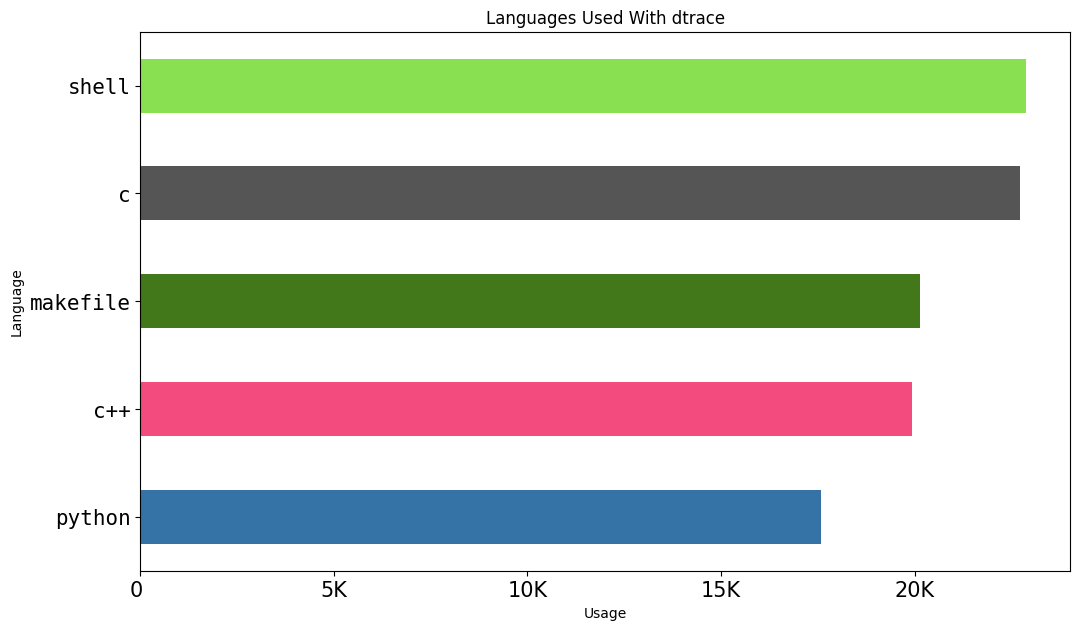 Languages Used With dtrace
Language
shell
c
makefile
c++
python
0 5K 10K 15K 20K
Usage